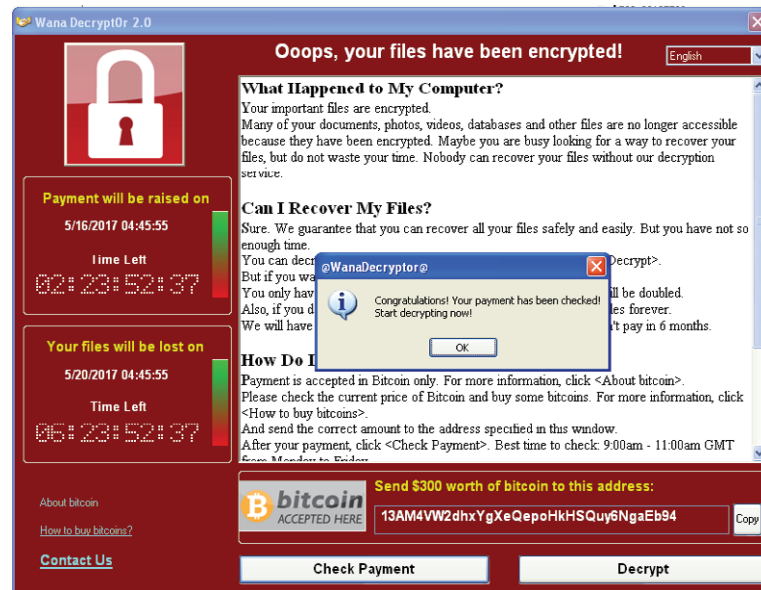 Wana Decrypt0r 2.0
Ooops, your files have been encrypted!
English
Payment will be raised on
5/16/2017 04:45:55
Time Left
02:23:52:37
Your files will be lost on
5/20/2017 04:45:55
Time Left
06:23:52:37
About bitcoin
How to buy bitcoins?
Contact Us
What Happened to My Computer?
Your important files are encrypted.
Many of your documents, photos, videos, databases and other files are no longer accessible
because they have been encrypted. Maybe you are busy looking for a way to recover your
files, but do not waste your time. Nobody can recover your files without our decryption
service.
Can I Recover My Files?
Sure. We guarantee that you can recover all your files safely and easily. But you have not so
enough time.
You can decr
Decrypt>.
But if you wa
You only hav
ill be doubled.
Also, if you d
les forever.
We will have
't pay in 6 months.
@WanaDecryptor@
Congratulations! Your payment has been checked!
Start decrypting now!
OK
How Do I
Payment is accepted in Bitcoin only. For more information, click <About bitcoin>.
Please check the current price of Bitcoin and buy some bitcoins. For more information, click
<How to buy bitcoins>.
And send the correct amount to the address specified in this window.
After your payment, click <Check Payment>. Best time to check: 9:00am - 11:00am GMT
from Monday to Friday.
bitcoin
ACCEPTED HERE
Send $300 worth of bitcoin to this address:
13AM4VW2dhxYgXeQepoHkHSQuy6NgaEb94
Copy
Check Payment
Decrypt